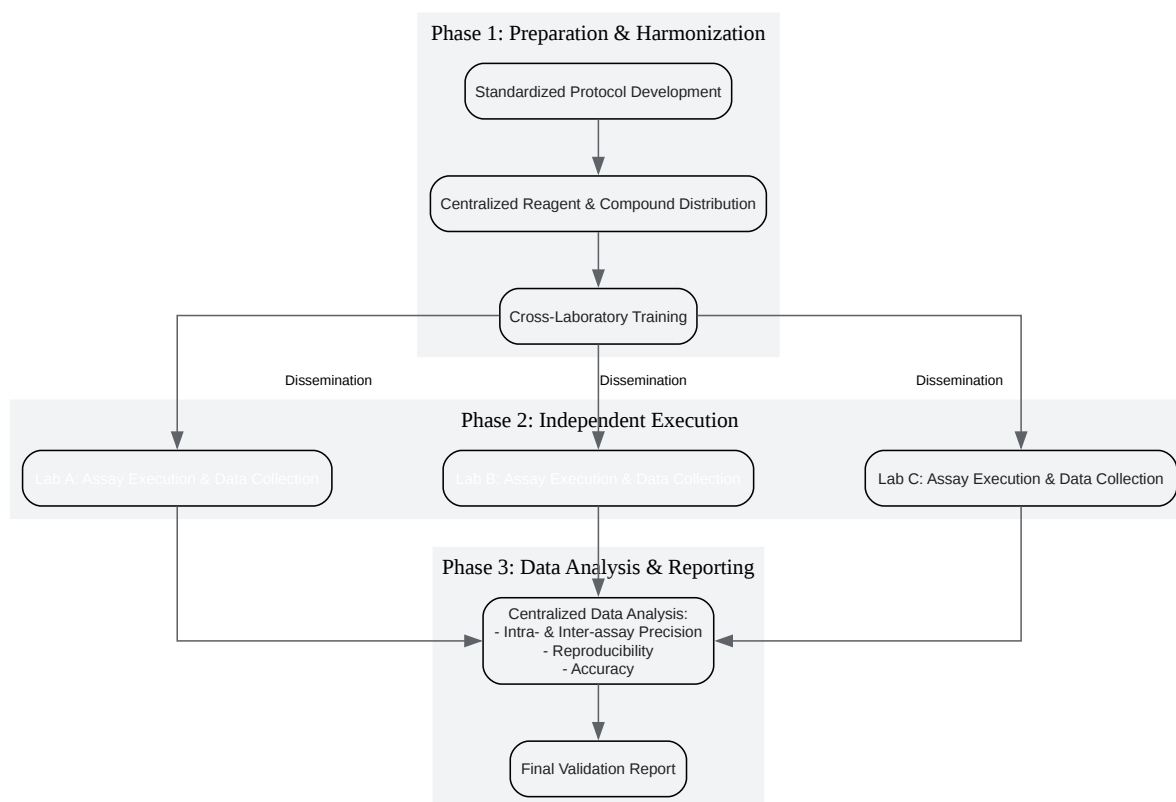 Phase 1: Preparation & Harmonization
Standardized Protocol Development
Centralized Reagent & Compound Distribution
Cross-Laboratory Training
Dissemination
Dissemination
Dissemination
Phase 2: Independent Execution
Lab A: Assay Execution & Data Collection
Lab B: Assay Execution & Data Collection
Lab C: Assay Execution & Data Collection
Phase 3: Data Analysis & Reporting
Centralized Data Analysis:
- Intra- & Inter-assay Precision
- Reproducibility
- Accuracy
Final Validation Report